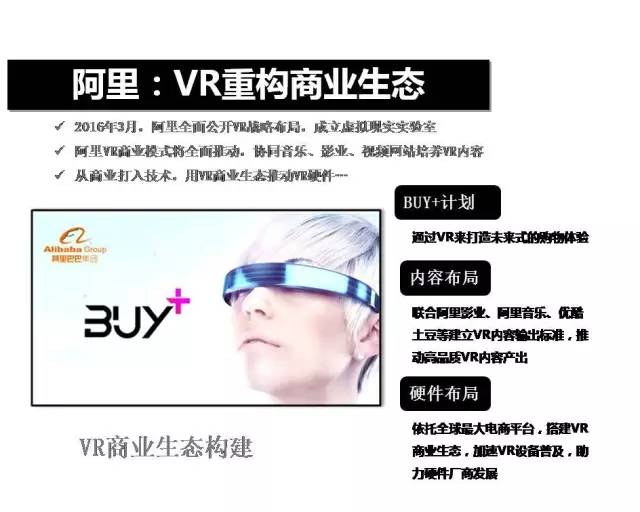 阿里：VR重构商业生态
✓ 2016年3月，阿里全面公开VR战略布局，成立虚拟现实实验室
✓ 阿里VR商业模式将全面推动，协同音乐、影业、视频网站培养VR内容
✓ 从商业打入技术，用VR商业生态推动VR硬件…
BUY+计划
通过VR来打造未来式的购物体验
Alibaba Group
阿里巴巴集团
BUY+
内容布局
联合阿里影业、阿里音乐、优酷
土豆等建立VR内容输出标准，推
动高品质VR内容产出
硬件布局
依托全球最大电商平台，搭建VR
商业生态，加速VR设备普及，助
力硬件厂商发展
VR商业生态构建